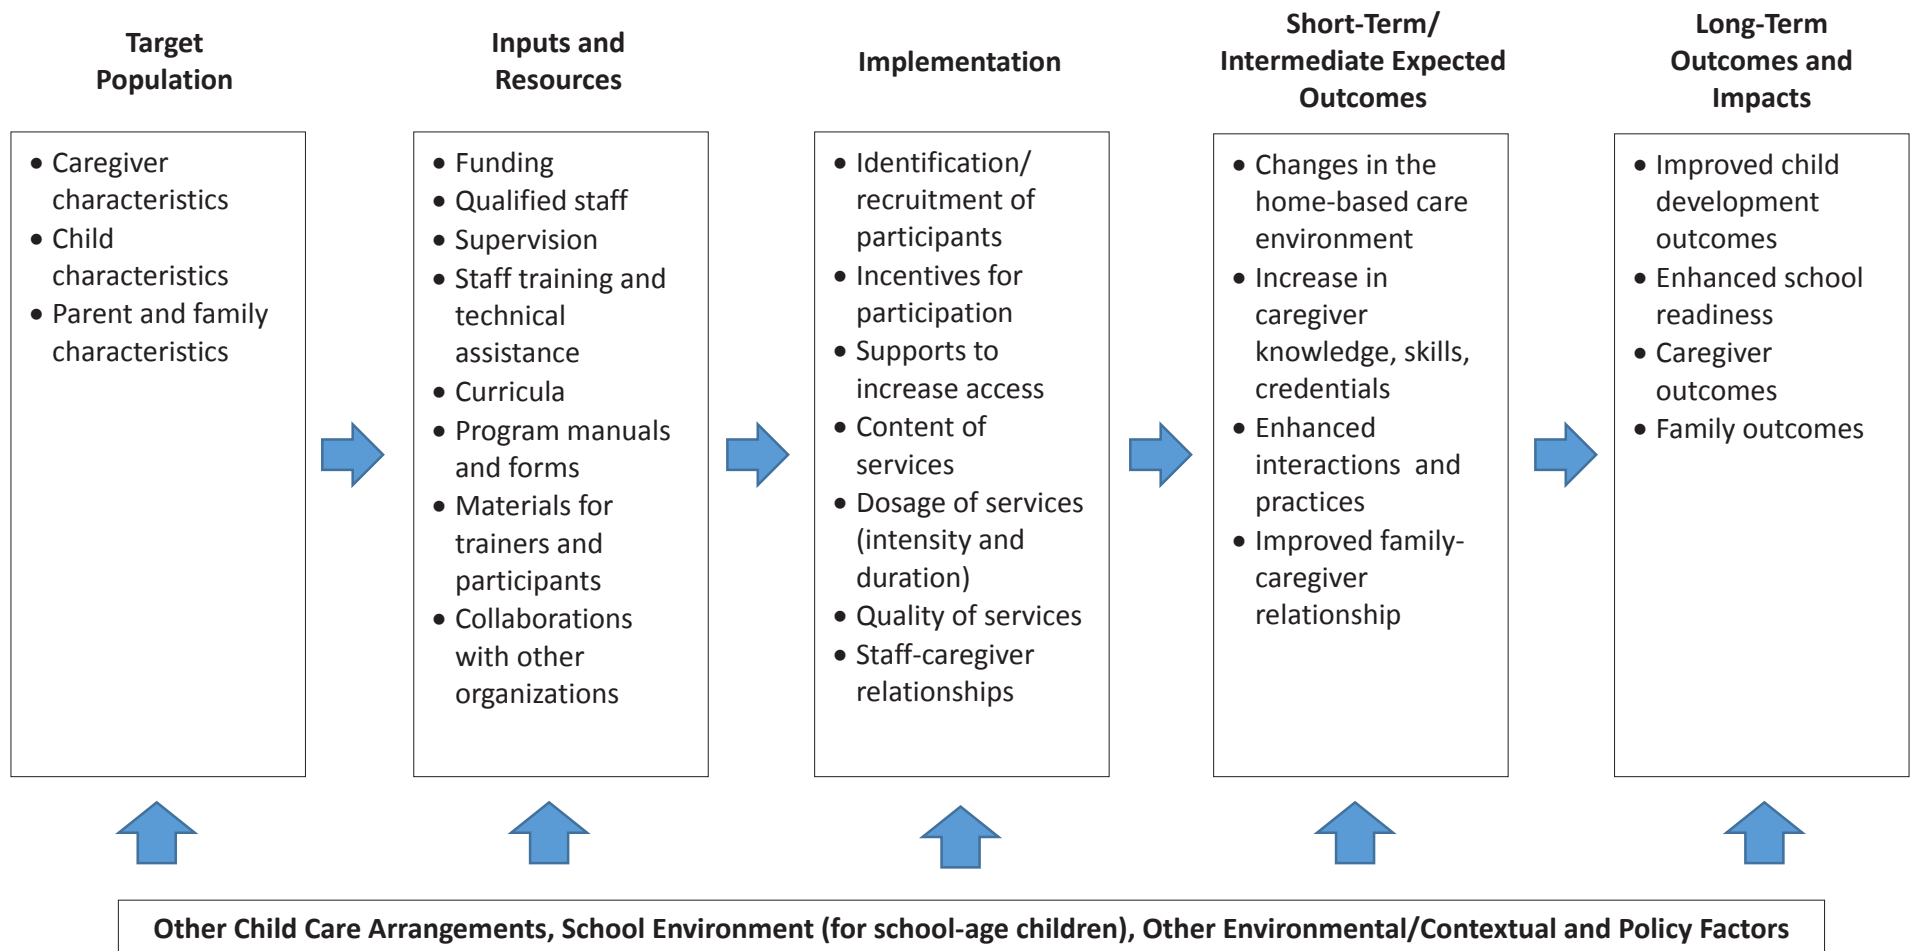 Target
Population
Inputs and
Resources
Implementation
Short-Term/
Intermediate Expected
Outcomes
Long-Term
Outcomes and
Impacts
• Caregiver
characteristics
• Child
characteristics
• Parent and family
characteristics
• Funding
• Qualified staff
• Supervision
• Staff training and
technical
assistance
• Curricula
• Program manuals
and forms
• Materials for
trainers and
participants
• Collaborations
with other
organizations
• Identification/
recruitment of
participants
• Incentives for
participation
• Supports to
increase access
• Content of
services
• Dosage of services
(intensity and
duration)
• Quality of services
• Staff-caregiver
relationships
• Changes in the
home-based care
environment
• Increase in
caregiver
knowledge, skills,
credentials
• Enhanced
interactions and
practices
• Improved family-
caregiver
relationship
• Improved child
development
outcomes
• Enhanced school
readiness
• Caregiver
outcomes
• Family outcomes
Other Child Care Arrangements, School Environment (for school-age children), Other Environmental/Contextual and Policy Factors